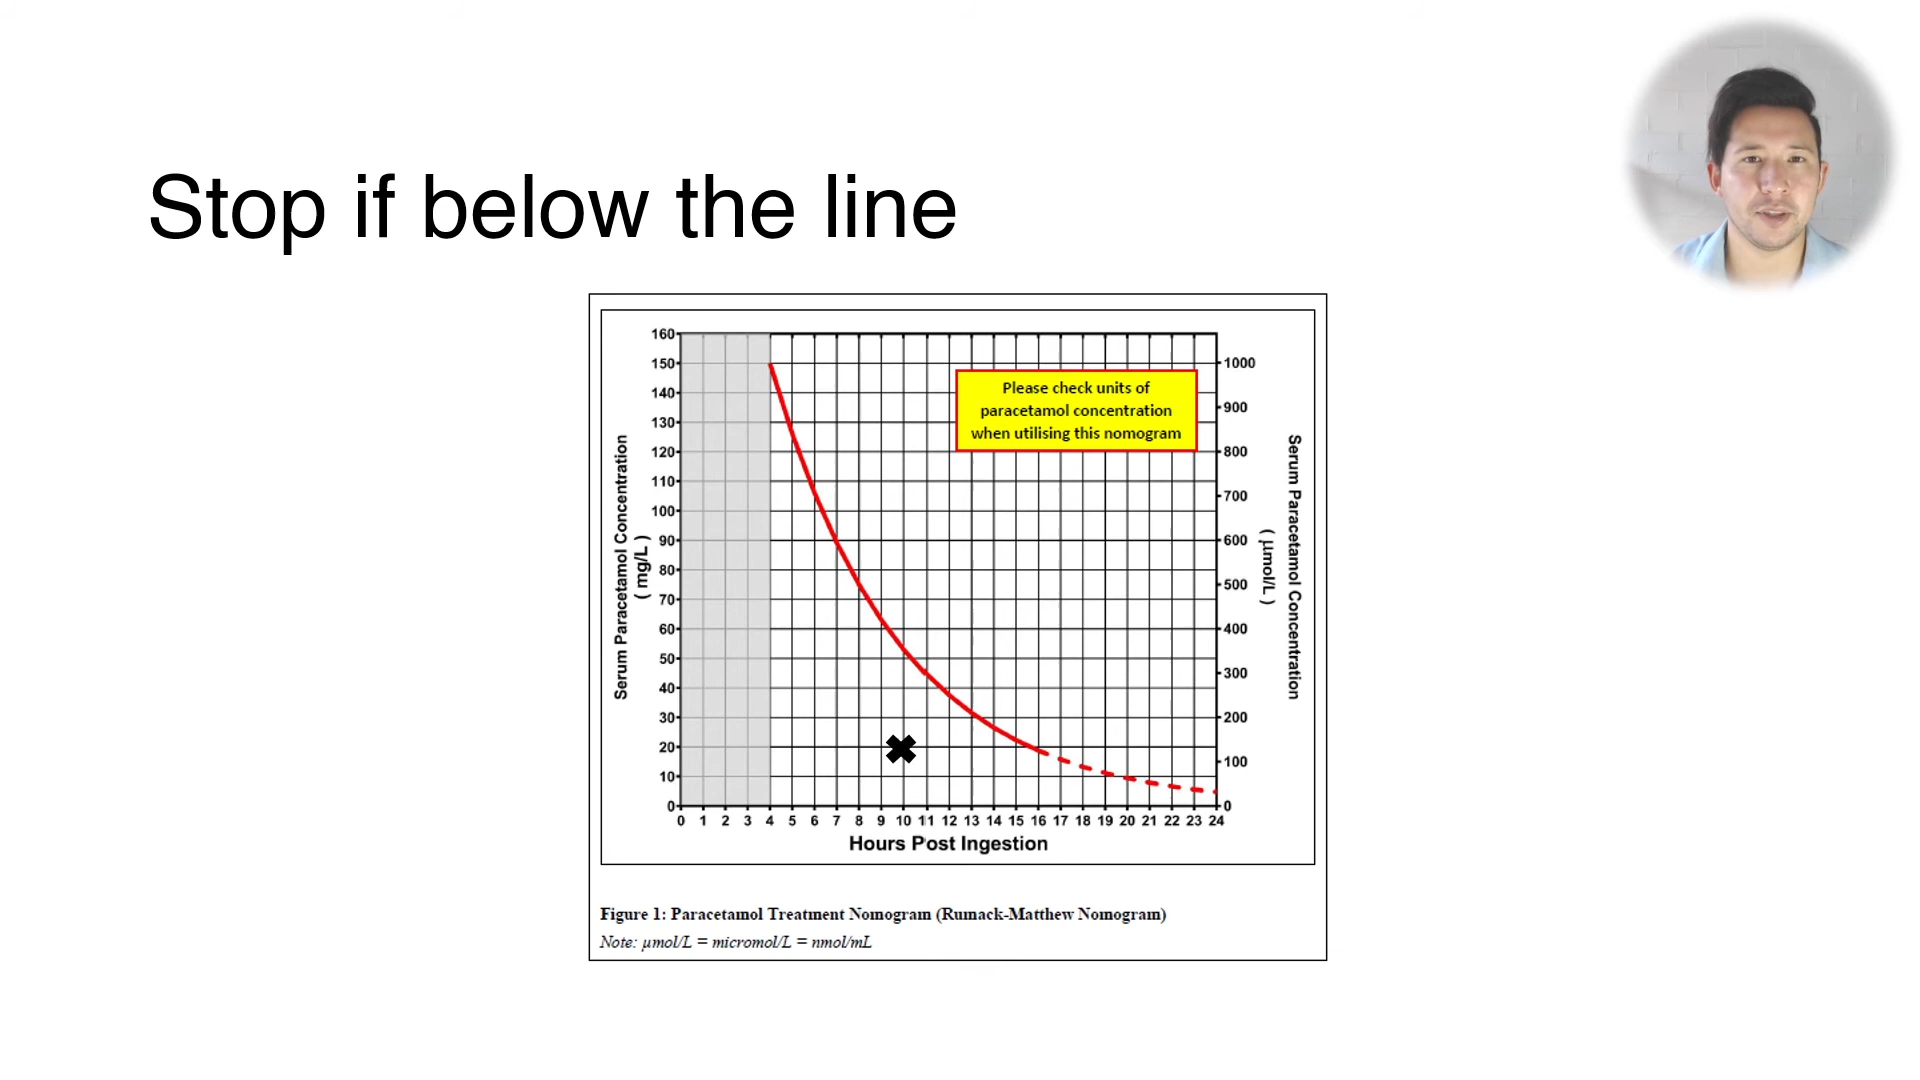 Stop if below the line
160
150
140
130
120
110
100
90
80
70
60
50
40
30
20
10
0
Serum Paracetamol Concentration
( mg/L )
Please check units of
paracetamol concentration
when utilising this nomogram
1000
900
800
700
600
500
400
300
200
100
0
Serum Paracetamol Concentration
( µmol/L )
0 1 2 3 4 5 6 7 8 9 10 11 12 13 14 15 16 17 18 19 20 21 22 23 24
Hours Post Ingestion
Figure 1: Paracetamol Treatment Nomogram (Rumack-Matthew Nomogram)
Note: µmol/L = micromol/L = nmol/mL